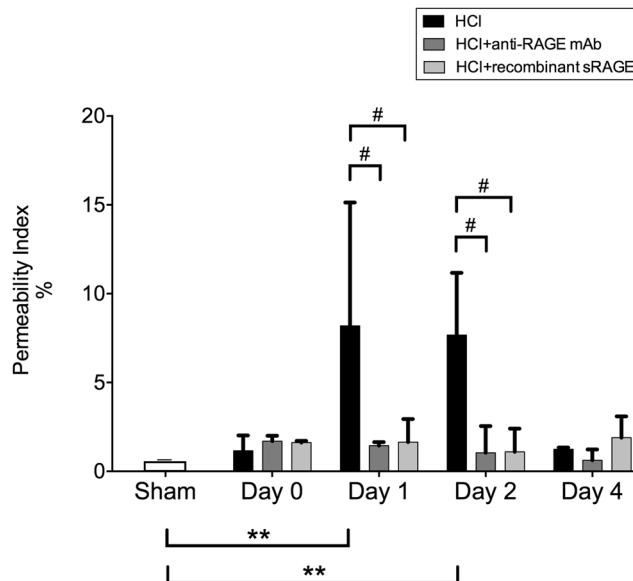 HCl
HCl+anti-RAGE mAb
HCl+recombinant sRAGE
20
#
#
15
#
#
Permeability Index
%
10
5
0
Sham Day 0 Day 1 Day 2 Day 4
**
**